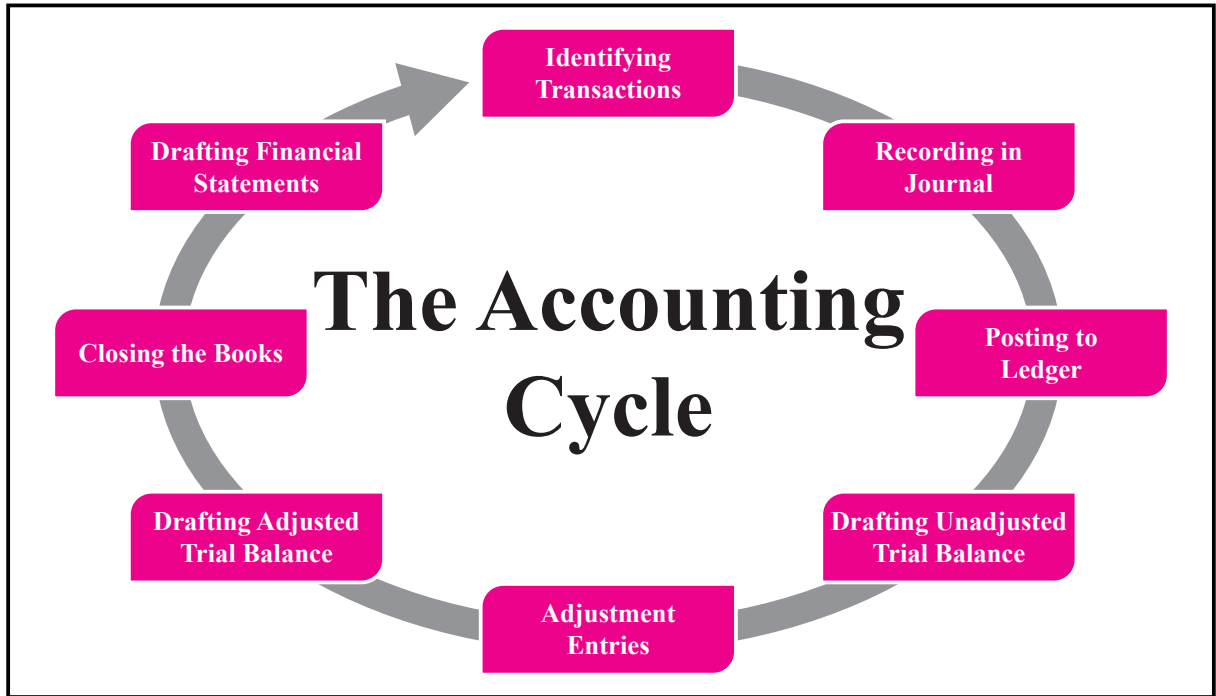 Identifying
Transactions
Recording in
Journal
Posting to
Ledger
Drafting Unadjusted
Trial Balance
Adjustment
Entries
Drafting Adjusted
Trial Balance
Closing the Books
Drafting Financial
Statements
The Accounting
Cycle